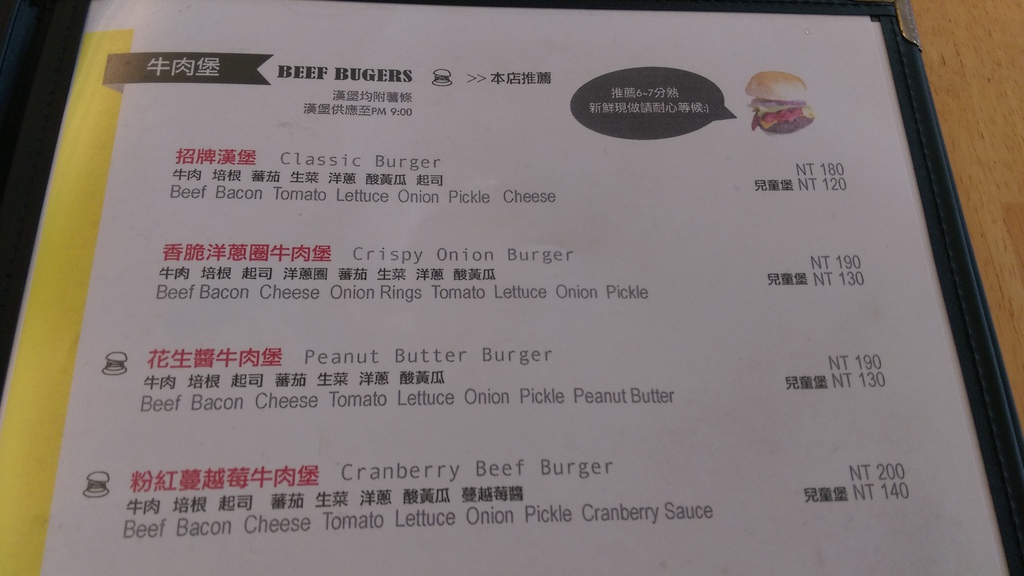 牛肉堡 BEEF BUGERS >> 本店推薦
漢堡均附薯條
漢堡供應至PM 9:00
推薦6~7分熟
新鮮現做請耐心等候:)
招牌漢堡 Classic Burger NT 180
牛肉 培根 蕃茄 生菜 洋蔥 酸黃瓜 起司 兒童堡 NT 120
Beef Bacon Tomato Lettuce Onion Pickle Cheese
香脆洋蔥圈牛肉堡 Crispy Onion Burger NT 190
牛肉 培根 起司 洋蔥圈 蕃茄 生菜 洋蔥 酸黃瓜 兒童堡 NT 130
Beef Bacon Cheese Onion Rings Tomato Lettuce Onion Pickle
花生醬牛肉堡 Peanut Butter Burger NT 190
牛肉 培根 起司 蕃茄 生菜 洋蔥 酸黃瓜 兒童堡 NT 130
Beef Bacon Cheese Tomato Lettuce Onion Pickle Peanut Butter
粉紅蔓越莓牛肉堡 Cranberry Beef Burger NT 200
牛肉 培根 起司 蕃茄 生菜 洋蔥 酸黃瓜 蔓越莓醬 兒童堡 NT 140
Beef Bacon Cheese Tomato Lettuce Onion Pickle Cranberry Sauce